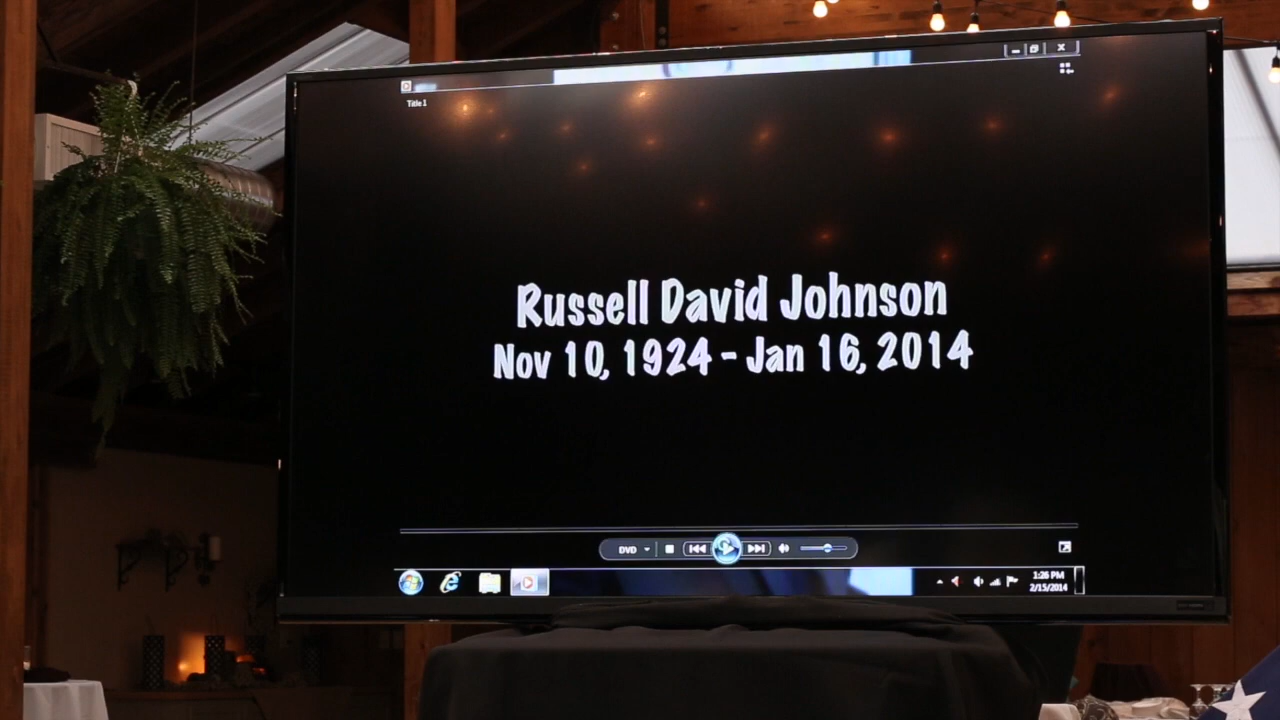 Title 1
Russell David Johnson
Nov 10, 1924 - Jan 16, 2014
DVD
1:26 PM
2/15/2014